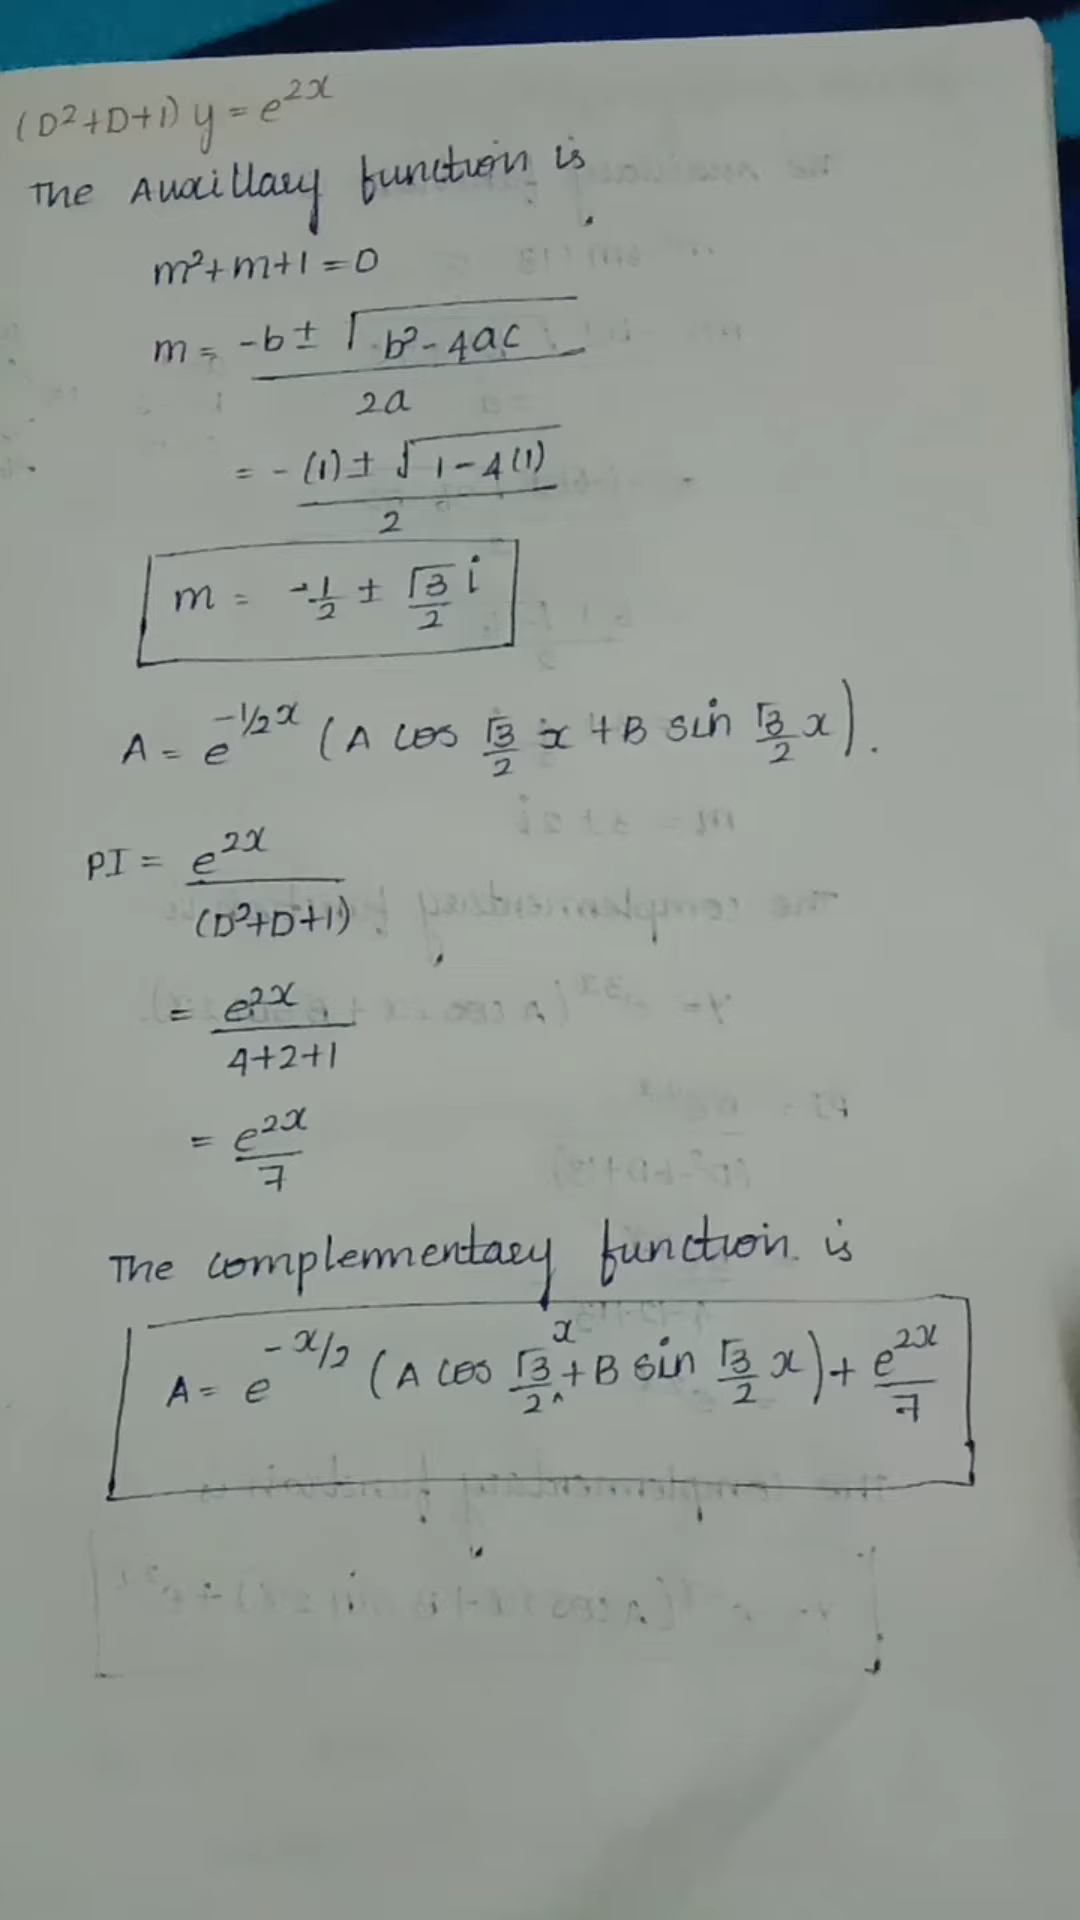 (D²+D+1) y = e^2x
The Auxillary function is
m²+m+1=0
m = -b ± √b²-4ac
2a
= -(1) ± √1-4(1)
2
m = -1/2 ± √3/2 i
A = e^-1/2x (A cos √3/2 x + B sin √3/2 x).
PI = e^2x
(D²+D+1)
= e^2x
4+2+1
= e^2x
7
The complementary function is
A = e^-x/2 (A cos √3/2 x + B sin √3/2 x) + e^2x/7